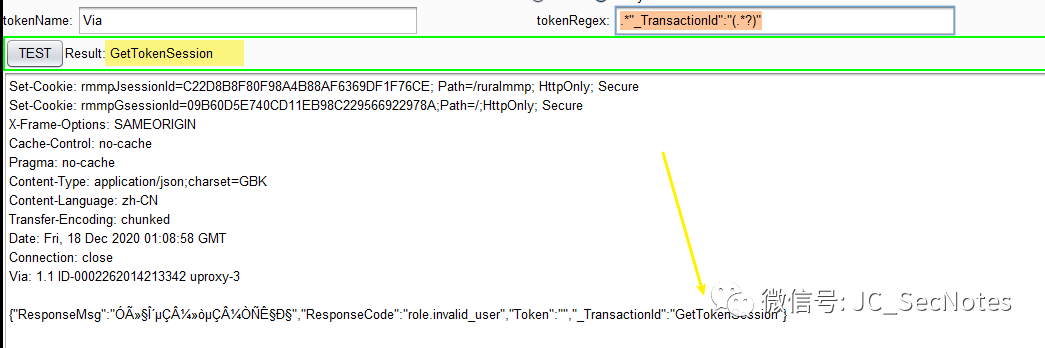 tokenName: Via tokenRegex: .*"_TransactionId":"(.*?)"
TEST Result: GetTokenSession
Set-Cookie: rmmpJsessionId=C22D8B8F80F98A4B88AF6369DF1F76CE; Path=/ruralmmp; HttpOnly; Secure
Set-Cookie: rmmpGsessionId=09B60D5E740CD11EB98C229566922978A;Path=/;HttpOnly; Secure
X-Frame-Options: SAMEORIGIN
Cache-Control: no-cache
Pragma: no-cache
Content-Type: application/json;charset=GBK
Content-Language: zh-CN
Transfer-Encoding: chunked
Date: Fri, 18 Dec 2020 01:08:58 GMT
Connection: close
Via: 1.1 ID-0002262014213342 uproxy-3
微信号: JC_SecNotes
{"ResponseMsg":"ÓÃ»§Î´µÇÂ¼»òµÇÂ¼ÒÑÊ§Ð§","ResponseCode":"role.invalid_user","Token":"","_TransactionId":"GetTokenSession"}